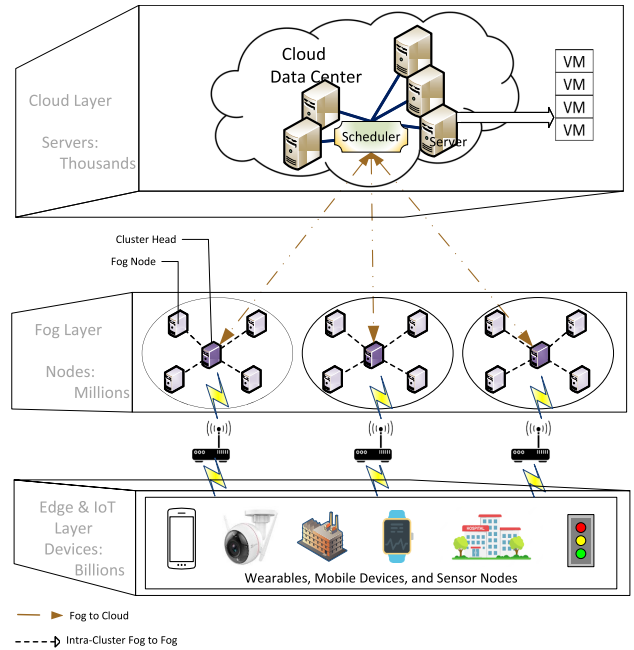 Cloud
Data Center
VM
VM
VM
VM
Cloud Layer
Servers:
Thousands
Scheduler
Server
Cluster Head
Fog Node
Fog Layer
Nodes:
Millions
Edge & IoT
Layer
Devices:
Billions
HOSPITAL
Wearables, Mobile Devices, and Sensor Nodes
Fog to Cloud
Intra-Cluster Fog to Fog